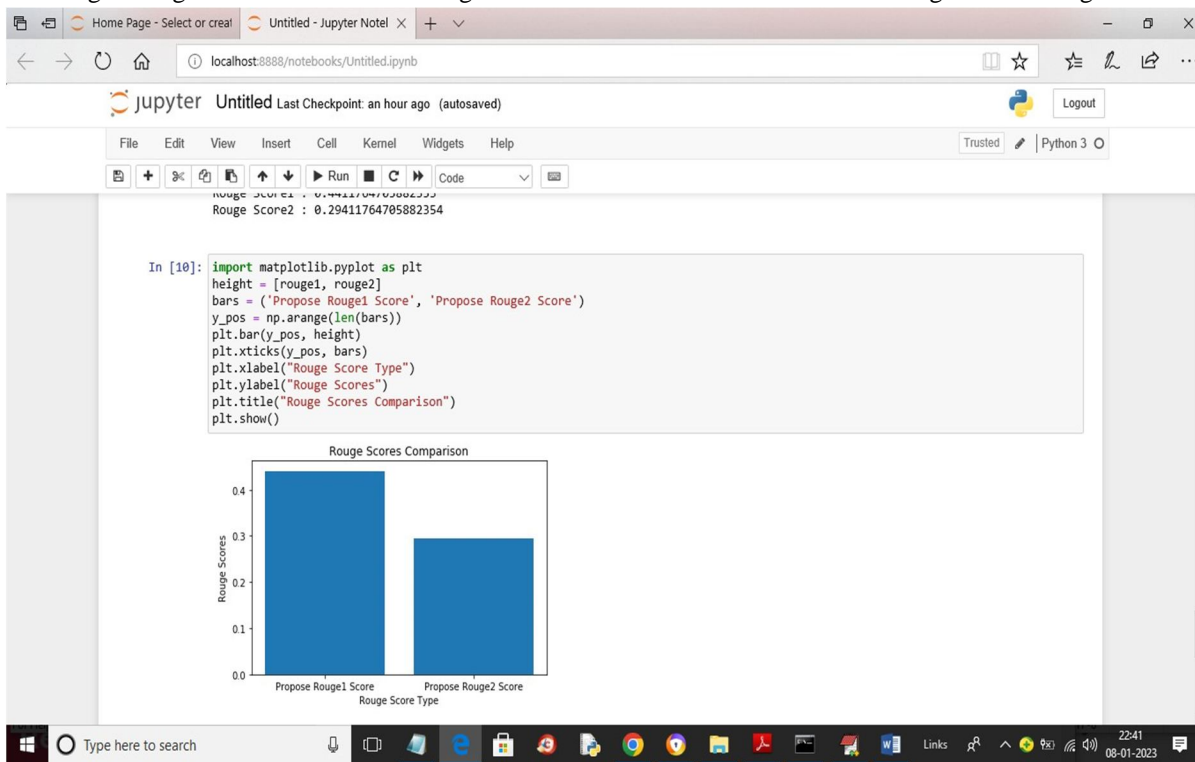 Home Page - Select or creat
Untitled - Jupyter Notel
localhost:8888/notebooks/Untitled.ipynb
jupyter Untitled Last Checkpoint: an hour ago (autosaved)
Logout
File Edit View Insert Cell Kernel Widgets Help
Trusted Python 3
Run Code
Rouge Score1 : 0.4411764705882353
Rouge Score2 : 0.29411764705882354
In [10]: import matplotlib.pyplot as plt
height = [rouge1, rouge2]
bars = ('Propose Rouge1 Score', 'Propose Rouge2 Score')
y_pos = np.arange(len(bars))
plt.bar(y_pos, height)
plt.xticks(y_pos, bars)
plt.xlabel("Rouge Score Type")
plt.ylabel("Rouge Scores")
plt.title("Rouge Scores Comparison")
plt.show()
Rouge Scores Comparison
0.4
0.3
0.2
0.1
0.0
Rouge Scores
Propose Rouge1 Score Propose Rouge2 Score
Rouge Score Type
Type here to search
Links
22:41
08-01-2023